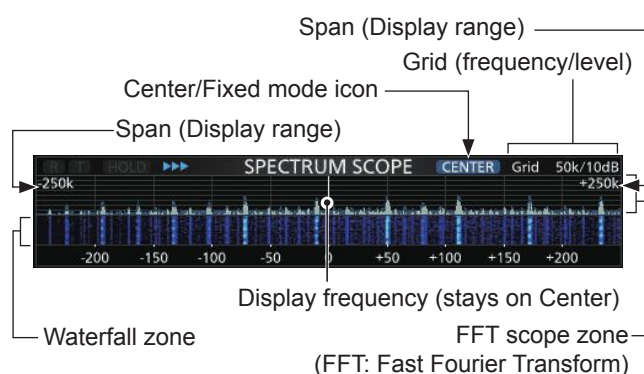 Span (Display range)
Grid (frequency/level)
Center/Fixed mode icon
Span (Display range)
B T HOLD SPECTRUM SCOPE CENTER Grid 50k/10dB
-250k +250k
-200 -150 -100 -50 0 +50 +100 +150 +200
Display frequency (stays on Center)
Waterfall zone
FFT scope zone
(FFT: Fast Fourier Transform)